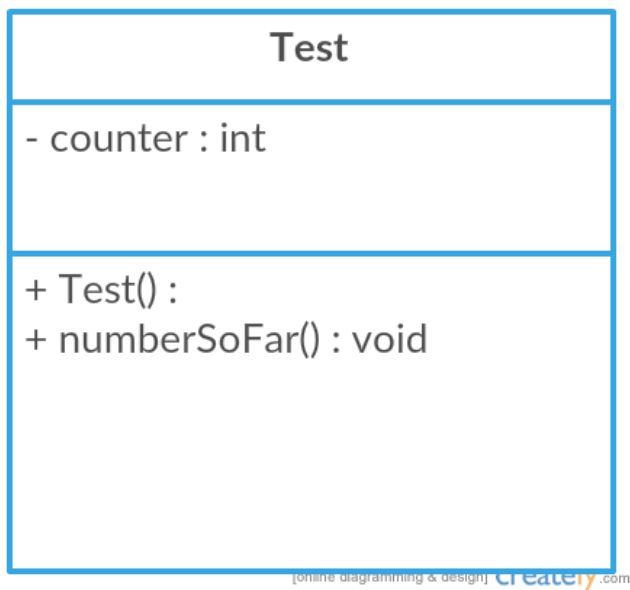 Test
- counter : int
+ Test() :
+ numberSoFar() : void
[online diagramming & design] creately.com